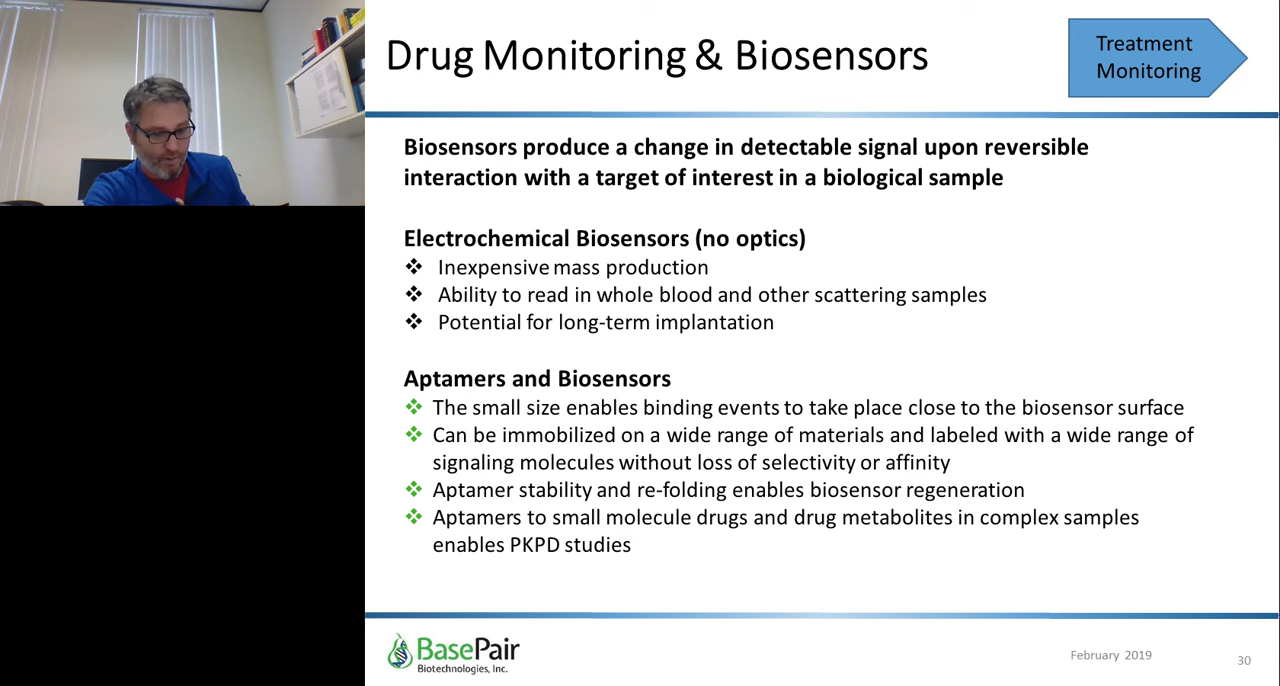 Drug Monitoring & Biosensors
Treatment
Monitoring
Biosensors produce a change in detectable signal upon reversible
interaction with a target of interest in a biological sample
Electrochemical Biosensors (no optics)
❖ Inexpensive mass production
❖ Ability to read in whole blood and other scattering samples
❖ Potential for long-term implantation
Aptamers and Biosensors
❖ The small size enables binding events to take place close to the biosensor surface
❖ Can be immobilized on a wide range of materials and labeled with a wide range of
signaling molecules without loss of selectivity or affinity
❖ Aptamer stability and re-folding enables biosensor regeneration
❖ Aptamers to small molecule drugs and drug metabolites in complex samples
enables PKPD studies
BasePair
Biotechnologies, Inc.
February 2019
30